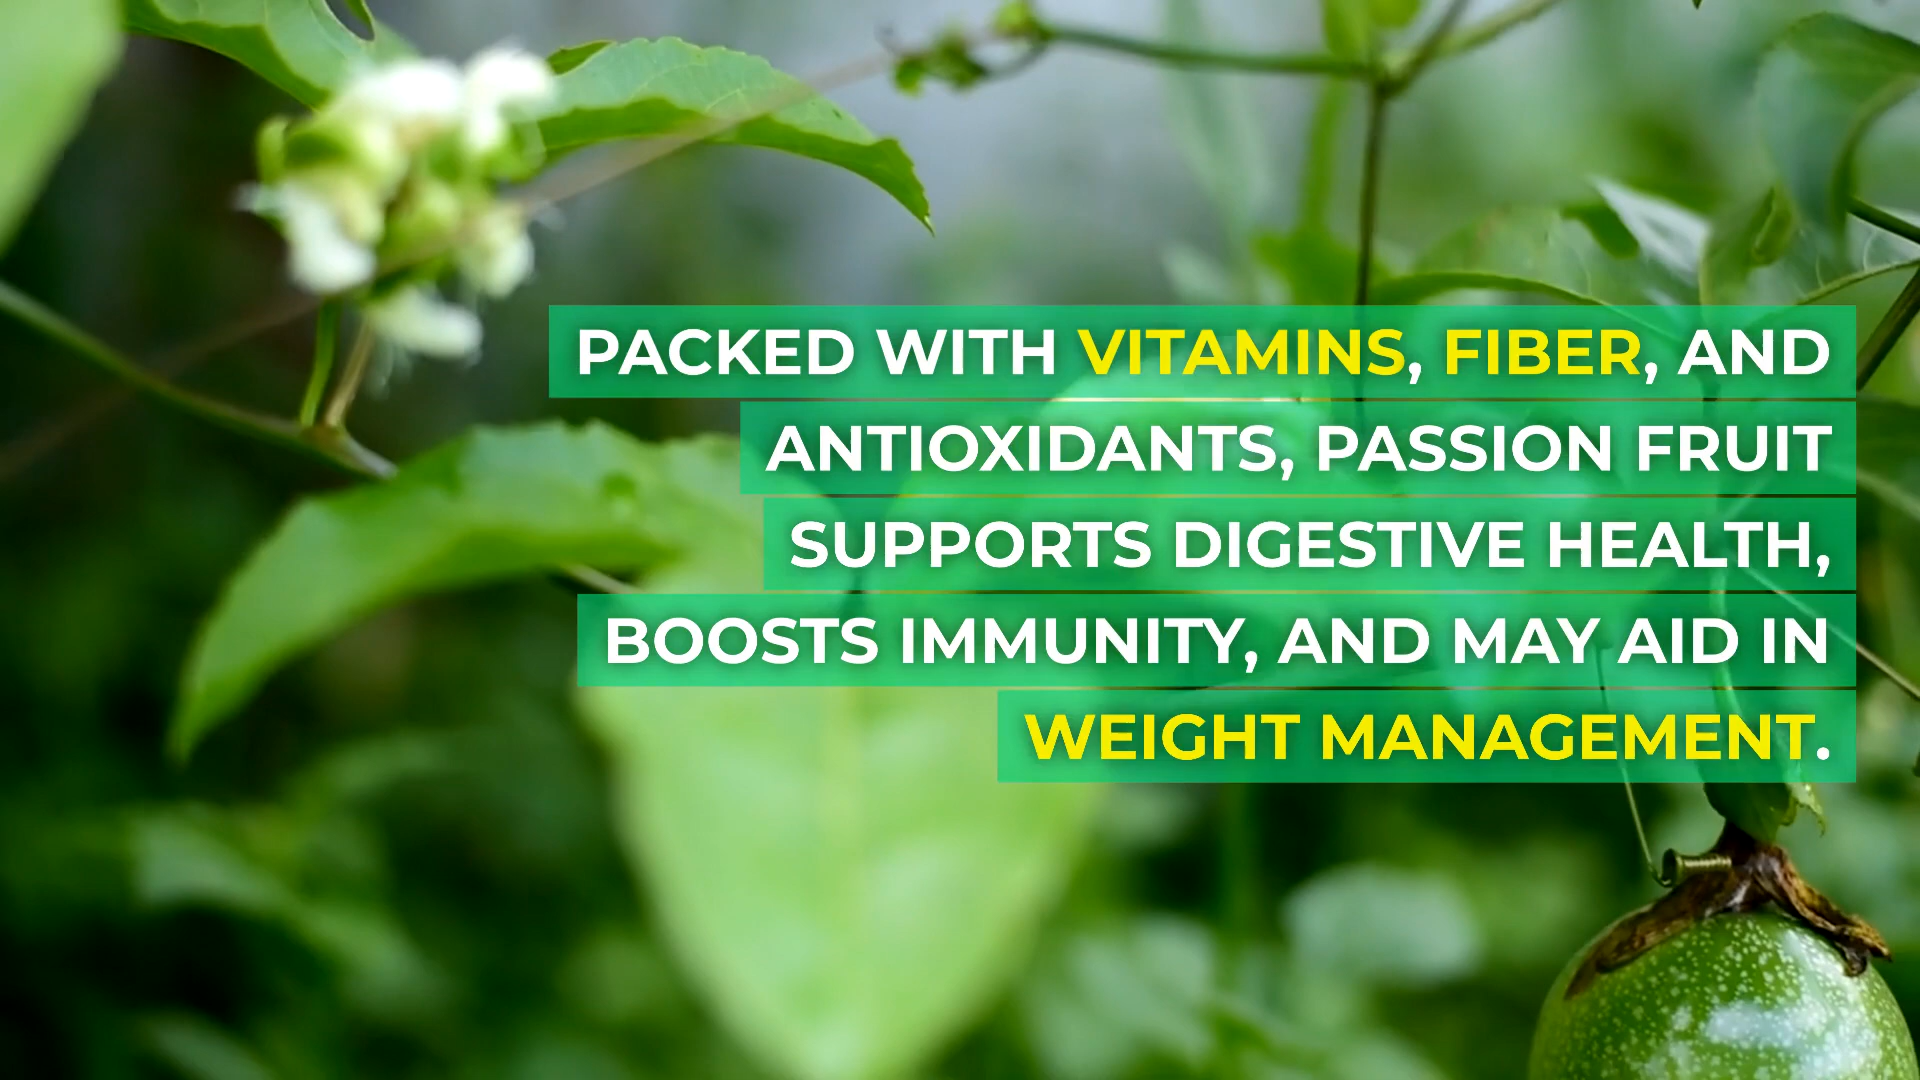 PACKED WITH VITAMINS, FIBER, AND
ANTIOXIDANTS, PASSION FRUIT
SUPPORTS DIGESTIVE HEALTH,
BOOSTS IMMUNITY, AND MAY AID IN
WEIGHT MANAGEMENT.